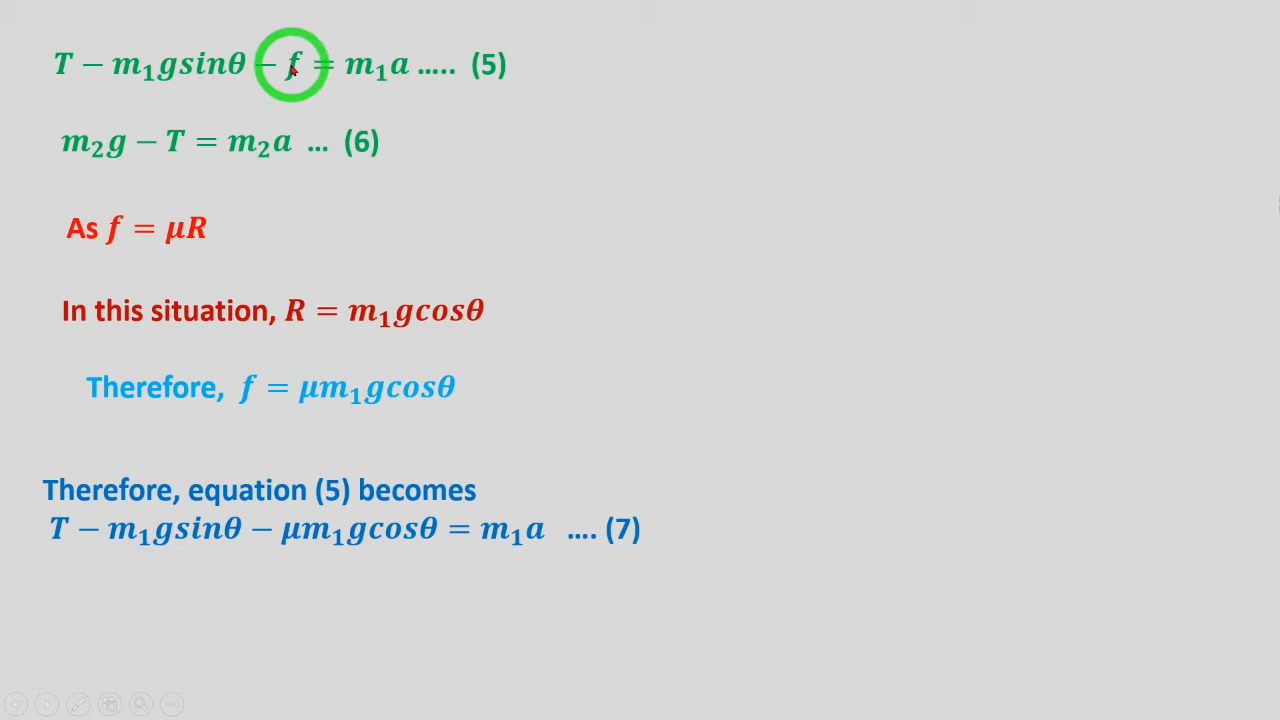 T − m₁gsinθ − f = m₁a ….. (5)
m₂g − T = m₂a … (6)
As f = μR
In this situation, R = m₁gcosθ
Therefore, f = μm₁gcosθ
Therefore, equation (5) becomes
T − m₁gsinθ − μm₁gcosθ = m₁a …. (7)